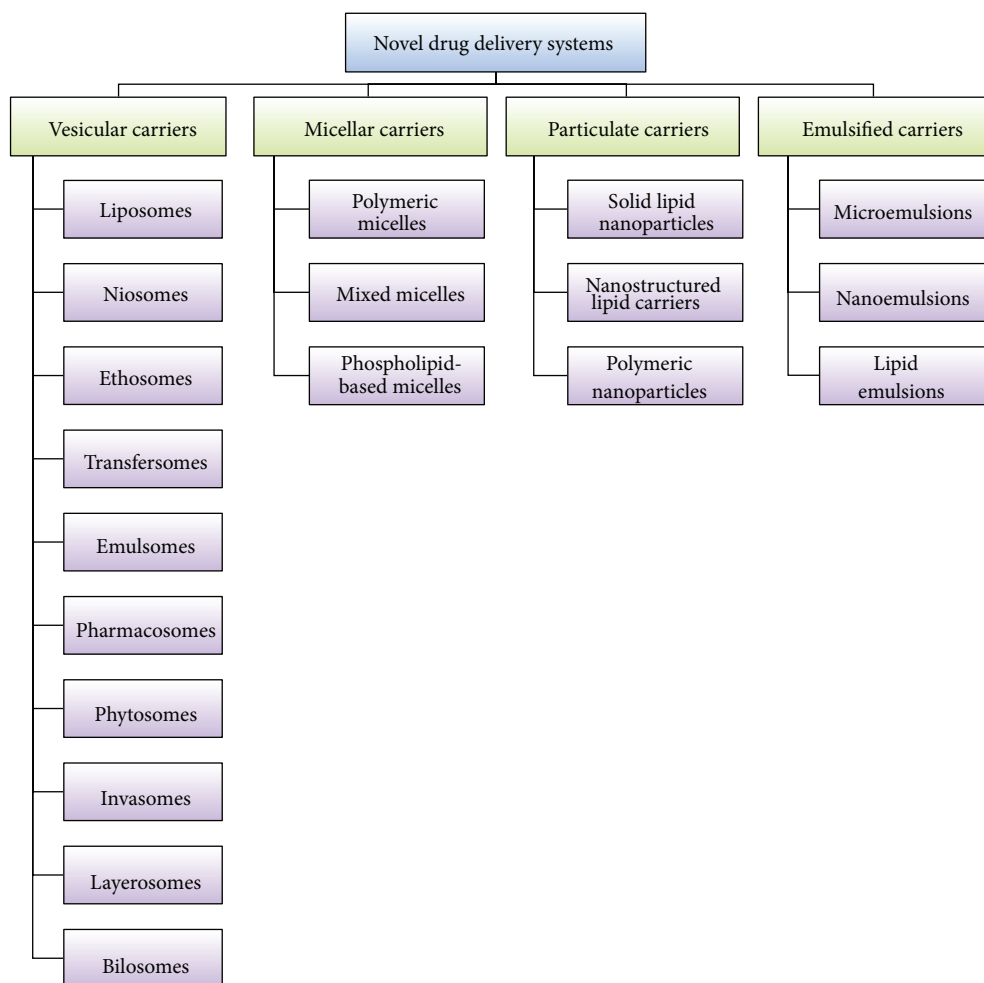 Novel drug delivery systems
Vesicular carriers
Liposomes
Niosomes
Ethosomes
Transfersomes
Emulsomes
Pharmacosomes
Phytosomes
Invasomes
Layerosomes
Bilosomes
Micellar carriers
Polymeric
micelles
Mixed micelles
Phospholipid-
based micelles
Particulate carriers
Solid lipid
nanoparticles
Nanostructured
lipid carriers
Polymeric
nanoparticles
Emulsified carriers
Microemulsions
Nanoemulsions
Lipid
emulsions